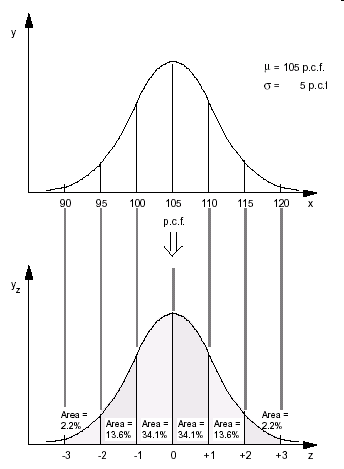 y
μ = 105 p.c.f.
σ = 5 p.c.f
90 95 100 105 110 115 120 x
p.c.f.
yz
Area = 2.2%
Area = 13.6%
Area = 34.1%
Area = 34.1%
Area = 13.6%
Area = 2.2%
-3 -2 -1 0 +1 +2 +3 z